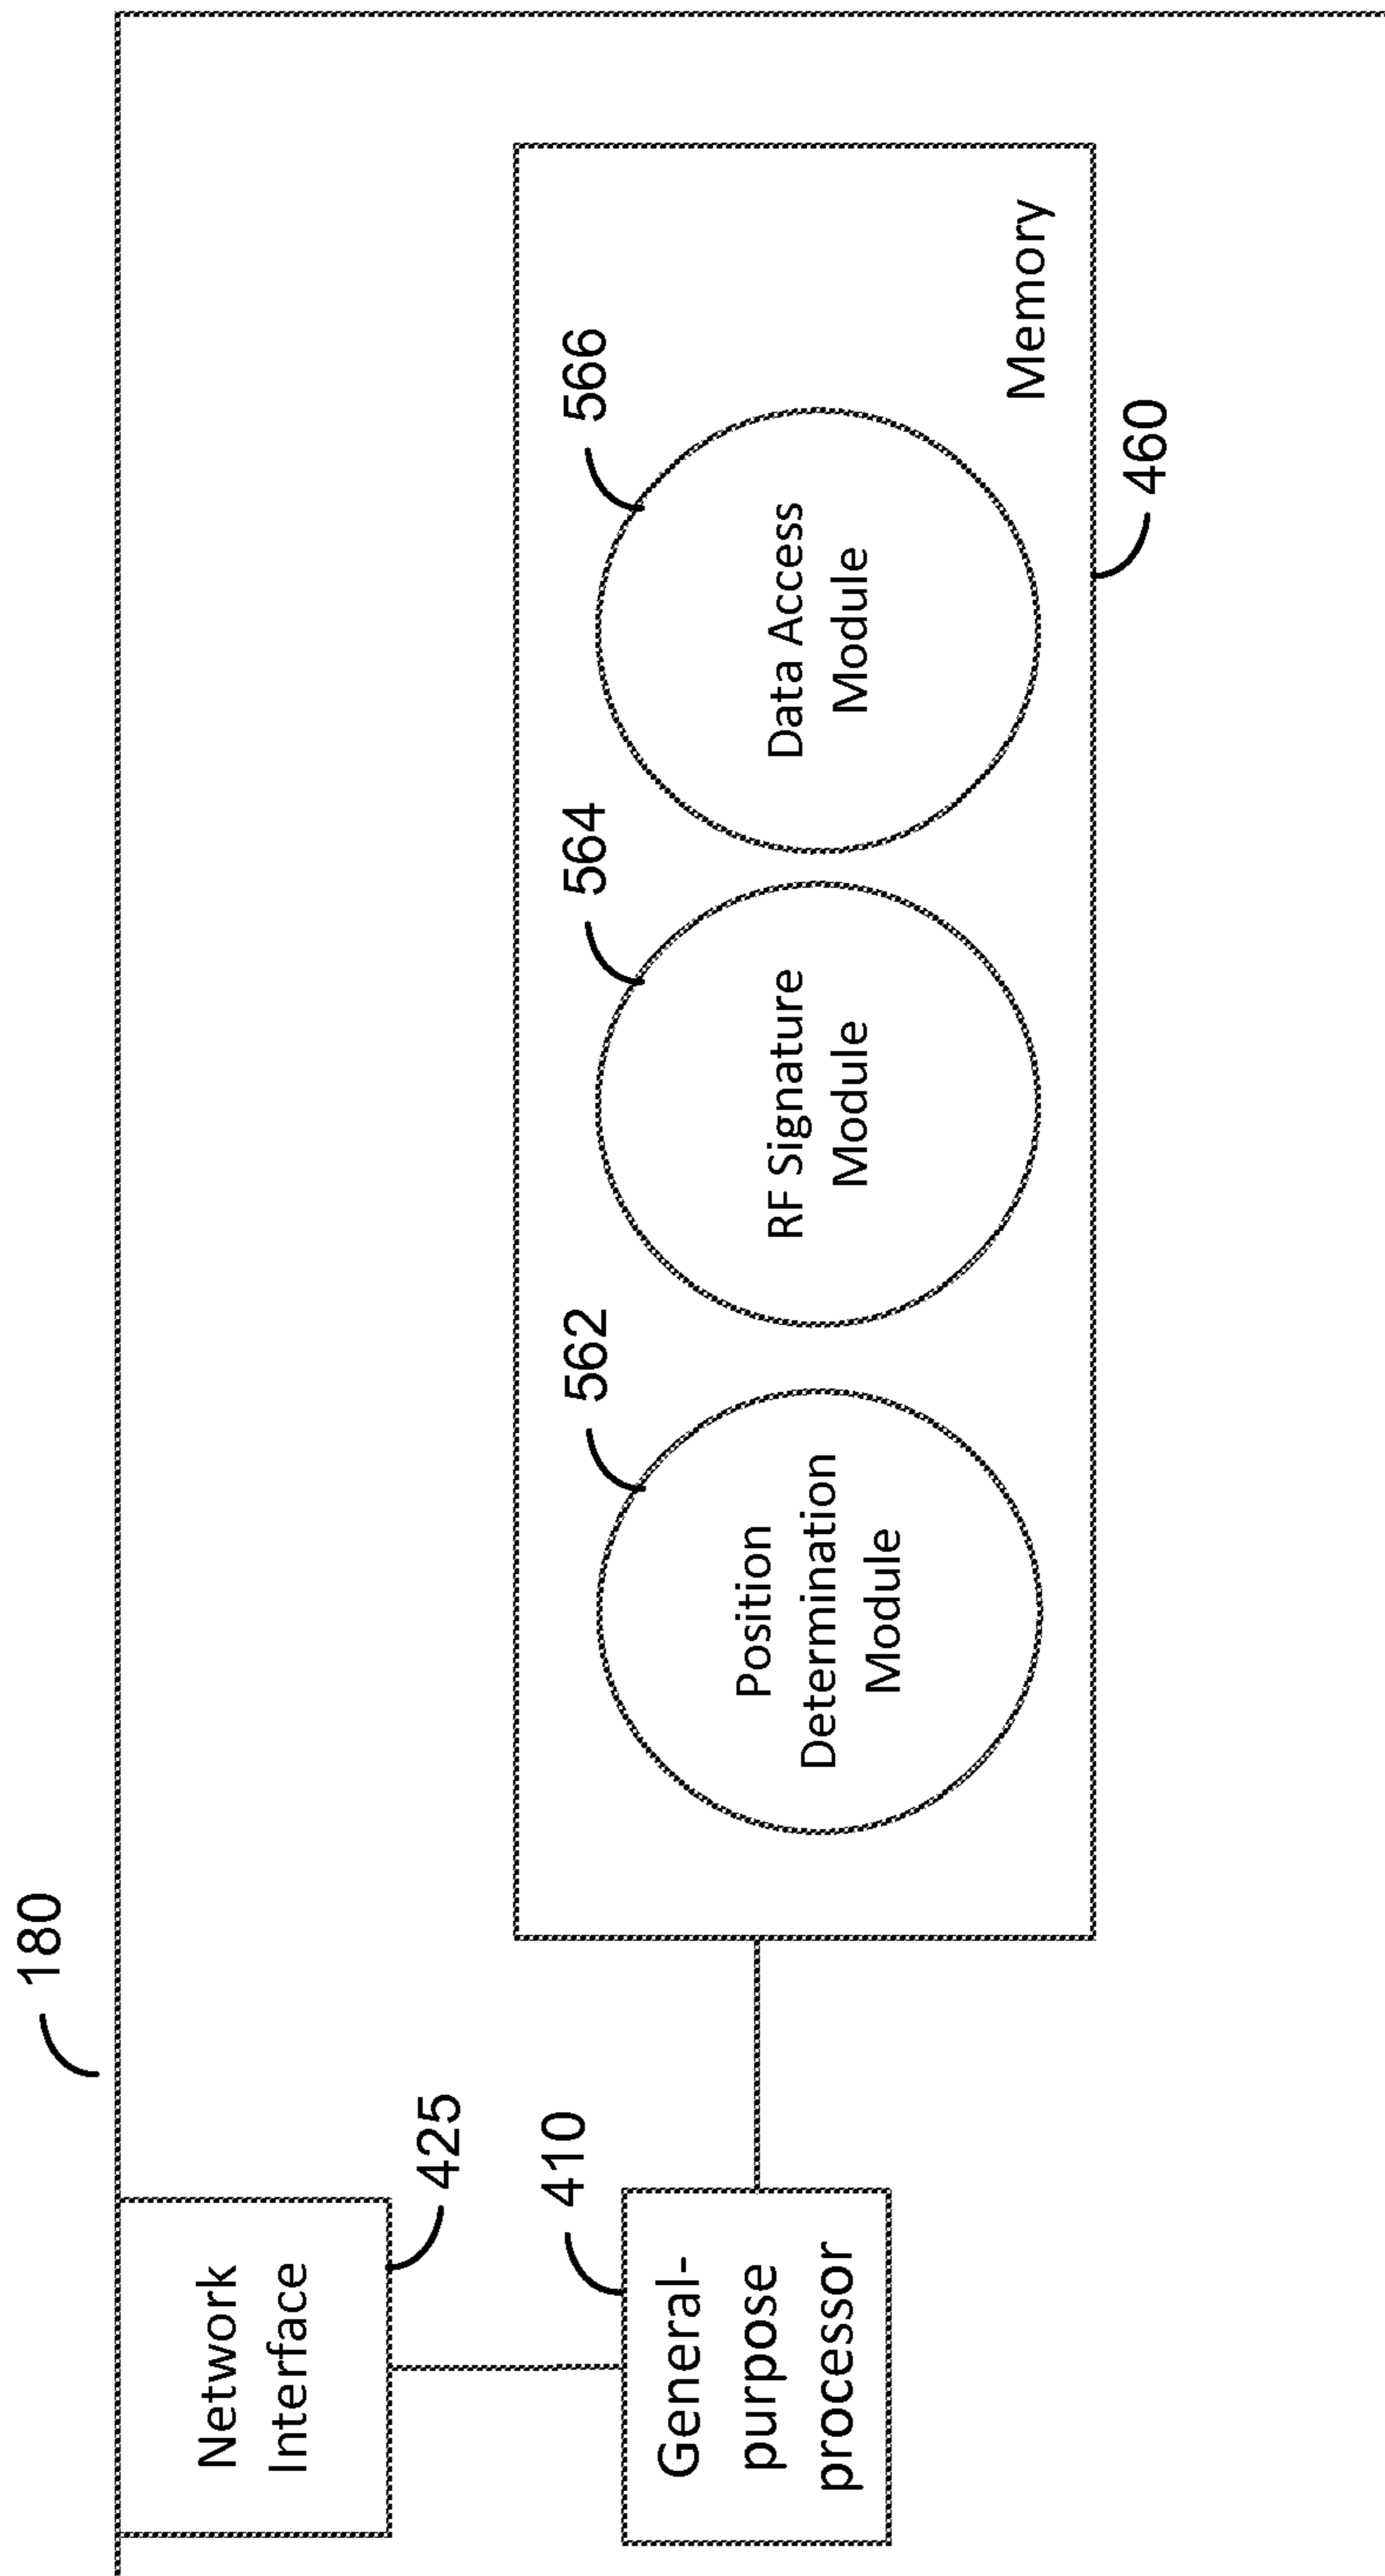 180
Network
Interface
425
410
General-
purpose
processor
562
Position
Determination
Module
564
RF Signature
Module
566
Data Access
Module
Memory
460